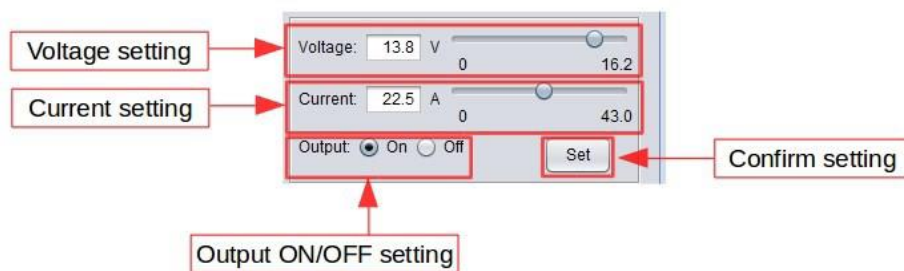 Voltage setting
Voltage: 13.8 V
0 16.2
Current setting
Current: 22.5 A
0 43.0
Output: On Off
Set
Confirm setting
Output ON/OFF setting